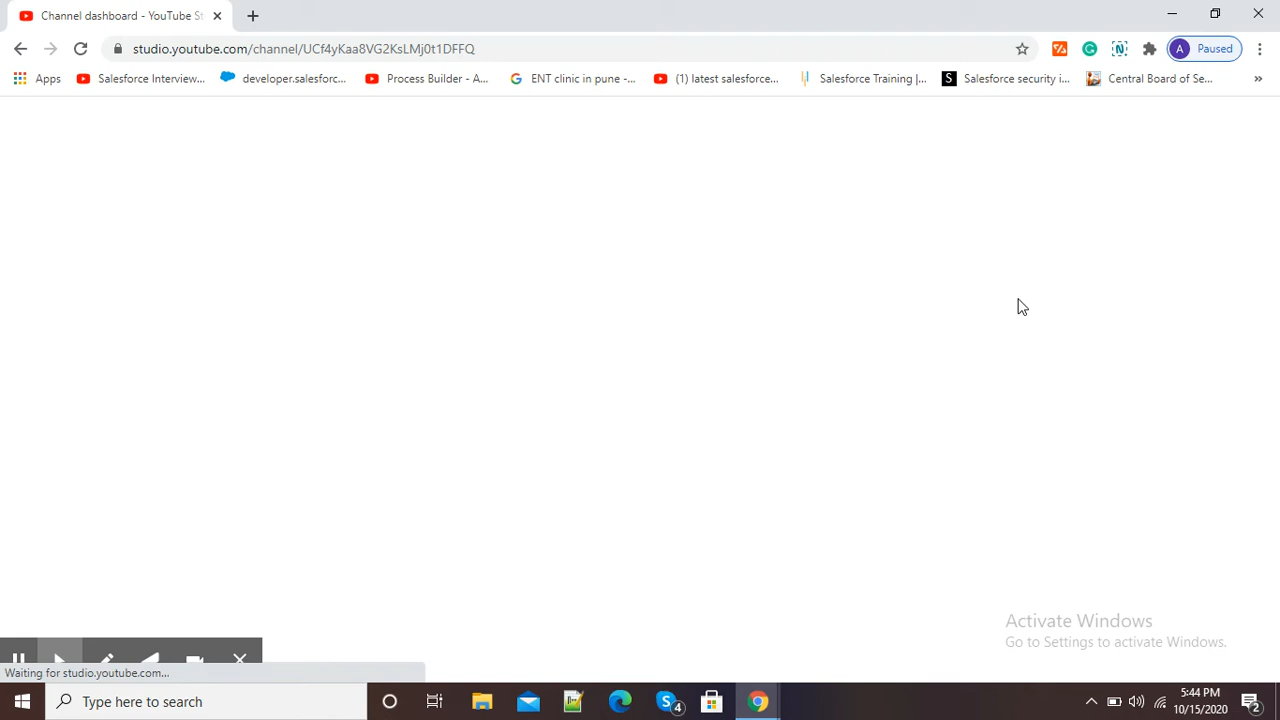 Channel dashboard - YouTube St
studio.youtube.com/channel/UCf4yKaa8VG2KsLMj0t1DFFQ
A Paused
Apps Salesforce Interview... developer.salesforc... Process Builder - A... ENT clinic in pune -... (1) latest salesforce... Salesforce Training |... Salesforce security i... Central Board of Se... »
Activate Windows
Go to Settings to activate Windows.
Waiting for studio.youtube.com...
Type here to search
4
5:44 PM
10/15/2020
2